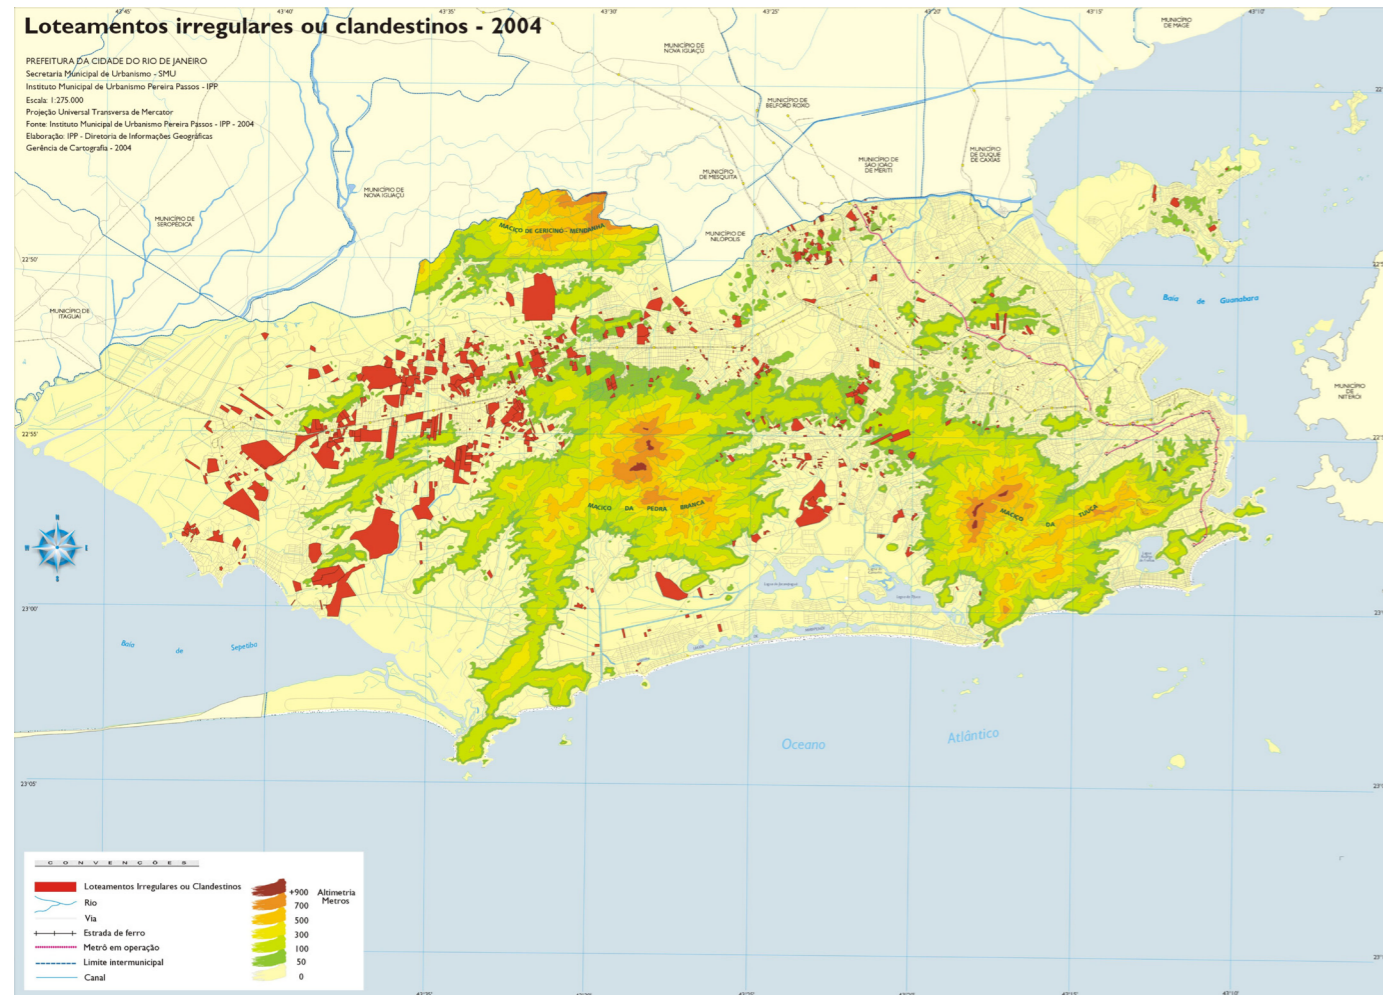 Loteamentos irregulares ou clandestinos - 2004
PREFEITURA DA CIDADE DO RIO DE JANEIRO
Secretaria Municipal de Urbanismo - SMU
Instituto Municipal de Urbanismo Pereira Passos - IPP
Escala: 1:275.000
Projeção Universal Transversa de Mercator
Fonte: Instituto Municipal de Urbanismo Pereira Passos - IPP - 2004
Elaboração: IPP - Diretoria de Informações Geográficas
Gerência de Cartografia - 2004
43°45'
43°40'
43°35'
43°30'
43°25'
43°20'
43°15'
43°10'
MUNICÍPIO
DE MAGÉ
MUNICÍPIO DE
NOVA IGUAÇÚ
MUNICÍPIO DE
BELFORD ROXO
MUNICÍPIO
DE DUQUE
DE CAXIAS
MUNICÍPIO DE
SÃO JOÃO
DE MERITI
MUNICÍPIO
DE MESQUITA
MUNICÍPIO DE
NOVA IGUAÇÚ
MUNICÍPIO DE
SEROPÉDICA
MUNICÍPIO DE
NILÓPOLIS
MACIÇO DE GERICINÓ - MENDANHA
22°50'
MUNICÍPIO DE
ITAGUAÍ
Baía de Guanabara
MUNICÍPIO
DE
NITERÓI
22°55'
MACIÇO DA PEDRA BRANCA
MACIÇO DA TIJUCA
N
23°00'
Baía de Sepetiba
Oceano Atlântico
23°05'
CONVENÇÕES
Loteamentos Irregulares ou Clandestinos
Rio
Via
Estrada de ferro
Metrô em operação
Limite intermunicipal
Canal
+900
700
500
300
100
50
0
Altimetria
Metros